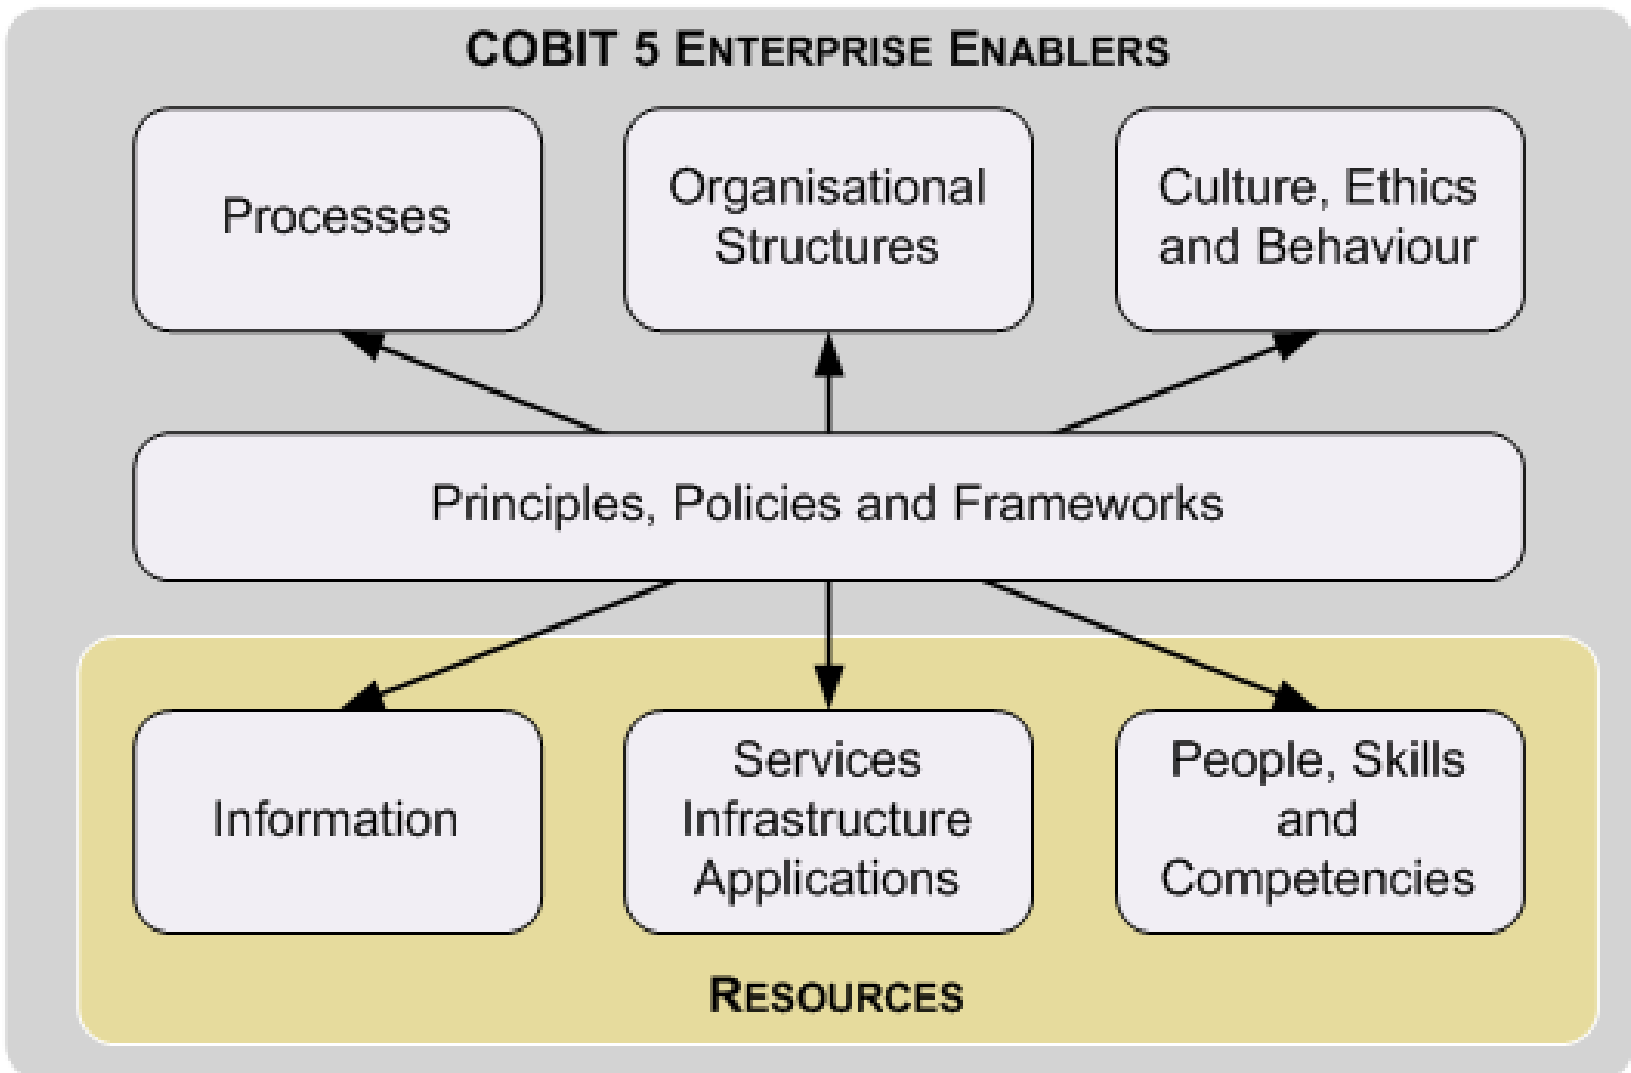 COBIT 5 ENTERPRISE ENABLERS
Processes
Organisational
Structures
Culture, Ethics
and Behaviour
Principles, Policies and Frameworks
Information
Services
Infrastructure
Applications
People, Skills
and
Competencies
RESOURCES